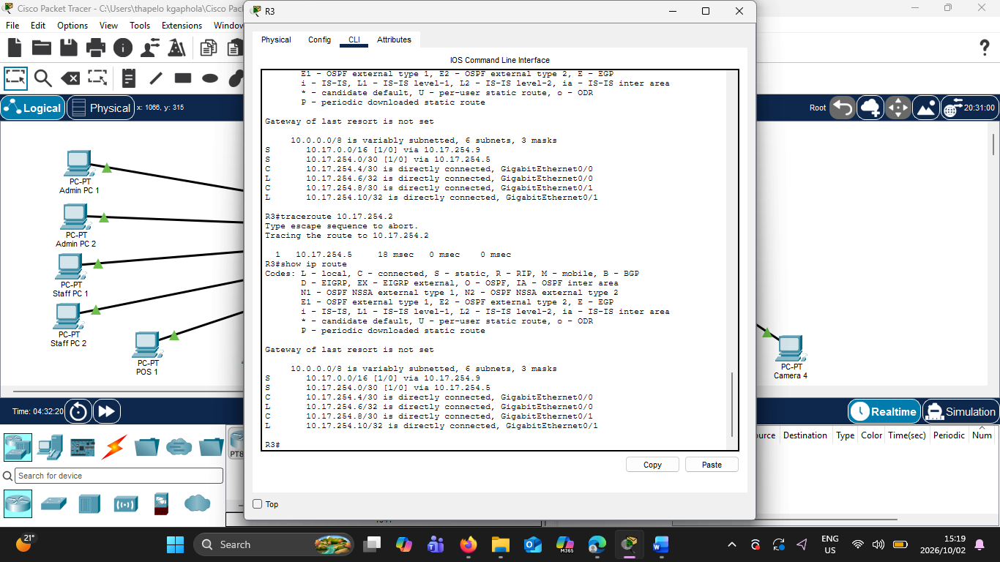 Cisco Packet Tracer - C:\Users\thapelo kgaphola\Cisco Pac
File Edit Options View Tools Extensions Window
Logical Physical x: 1066, y: 315
Root 20:31:00
R3
Physical Config CLI Attributes
IOS Command Line Interface
E1 - OSPF external type 1, E2 - OSPF external type 2, E - EGP
i - IS-IS, L1 - IS-IS level-1, L2 - IS-IS level-2, ia - IS-IS inter area
* - candidate default, U - per-user static route, o - ODR
P - periodic downloaded static route
Gateway of last resort is not set
10.0.0.0/8 is variably subnetted, 6 subnets, 3 masks
S 10.17.0.0/16 [1/0] via 10.17.254.9
S 10.17.254.0/30 [1/0] via 10.17.254.5
C 10.17.254.4/30 is directly connected, GigabitEthernet0/0
L 10.17.254.6/32 is directly connected, GigabitEthernet0/0
C 10.17.254.8/30 is directly connected, GigabitEthernet0/1
L 10.17.254.10/32 is directly connected, GigabitEthernet0/1
R3#traceroute 10.17.254.2
Type escape sequence to abort.
Tracing the route to 10.17.254.2
1 10.17.254.5 18 msec 0 msec 0 msec
R3#show ip route
Codes: L - local, C - connected, S - static, R - RIP, M - mobile, B - BGP
D - EIGRP, EX - EIGRP external, O - OSPF, IA - OSPF inter area
N1 - OSPF NSSA external type 1, N2 - OSPF NSSA external type 2
E1 - OSPF external type 1, E2 - OSPF external type 2, E - EGP
i - IS-IS, L1 - IS-IS level-1, L2 - IS-IS level-2, ia - IS-IS inter area
* - candidate default, U - per-user static route, o - ODR
P - periodic downloaded static route
Gateway of last resort is not set
10.0.0.0/8 is variably subnetted, 6 subnets, 3 masks
S 10.17.0.0/16 [1/0] via 10.17.254.9
S 10.17.254.0/30 [1/0] via 10.17.254.5
C 10.17.254.4/30 is directly connected, GigabitEthernet0/0
L 10.17.254.6/32 is directly connected, GigabitEthernet0/0
C 10.17.254.8/30 is directly connected, GigabitEthernet0/1
L 10.17.254.10/32 is directly connected, GigabitEthernet0/1
R3#
Copy Paste
Top
PC-PT
Admin PC 1
PC-PT
Admin PC 2
PC-PT
Staff PC 1
PC-PT
Staff PC 2
PC-PT
POS 1
PC-PT
Camera 4
Time: 04:32:20
Realtime Simulation
PT8
Search for device
urce Destination Type Color Time(sec) Periodic Num
21°
Search
M365
ENG
US
15:19
2026/10/02